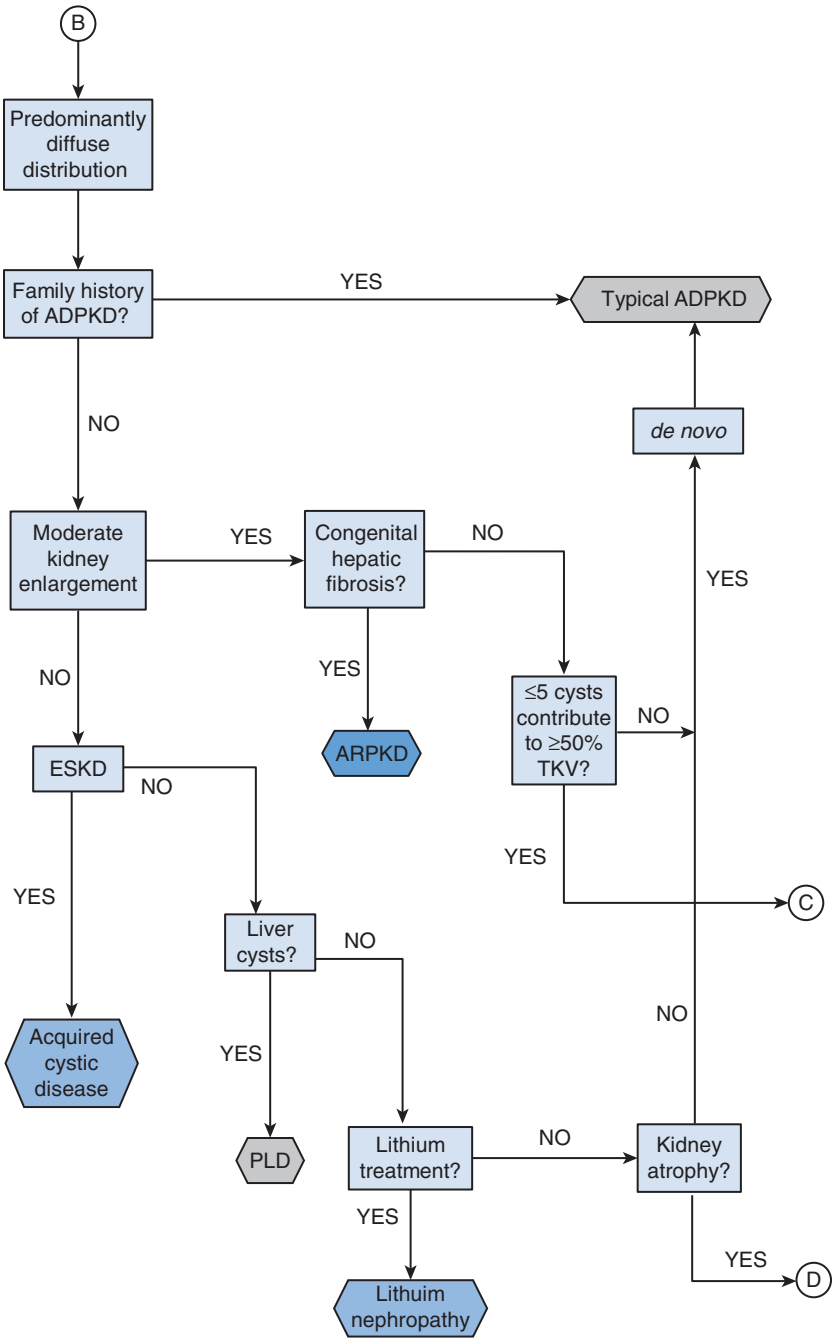 B
Predominantly
diffuse
distribution
Family history
of ADPKD?
YES
Typical ADPKD
NO
de novo
Moderate
kidney
enlargement
YES
Congenital
hepatic
fibrosis?
NO
YES
NO
YES
≤5 cysts
contribute
to ≥50%
TKV?
NO
ESKD
NO
ARPKD
YES
YES
C
Liver
cysts?
NO
NO
Acquired
cystic
disease
YES
PLD
Lithium
treatment?
NO
Kidney
atrophy?
YES
YES
D
Lithuim
nephropathy